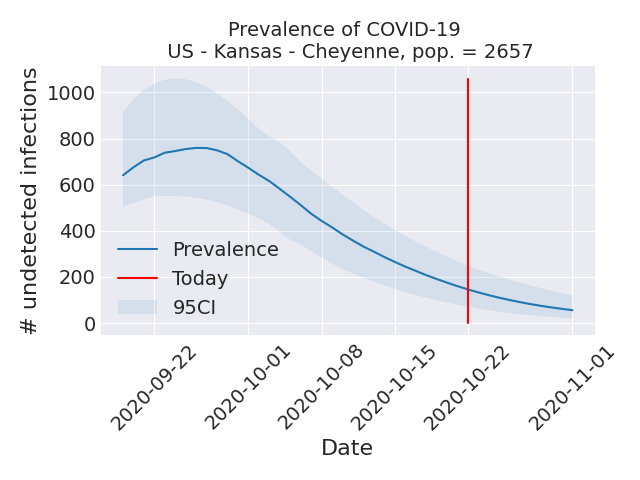 Prevalence of COVID-19
US - Kansas - Cheyenne, pop. = 2657
# undetected infections
1000
800
600
400
200
0
Prevalence
Today
95CI
2020-09-22
2020-10-01
2020-10-08
2020-10-15
2020-10-22
2020-11-01
Date